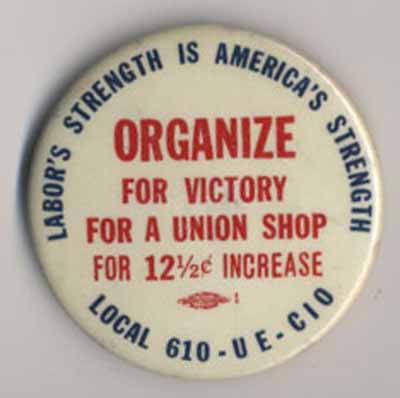 LABOR'S STRENGTH IS AMERICA'S STRENGTH
ORGANIZE
FOR VICTORY
FOR A UNION SHOP
FOR 12½¢ INCREASE
LOCAL 610-UE-CIO